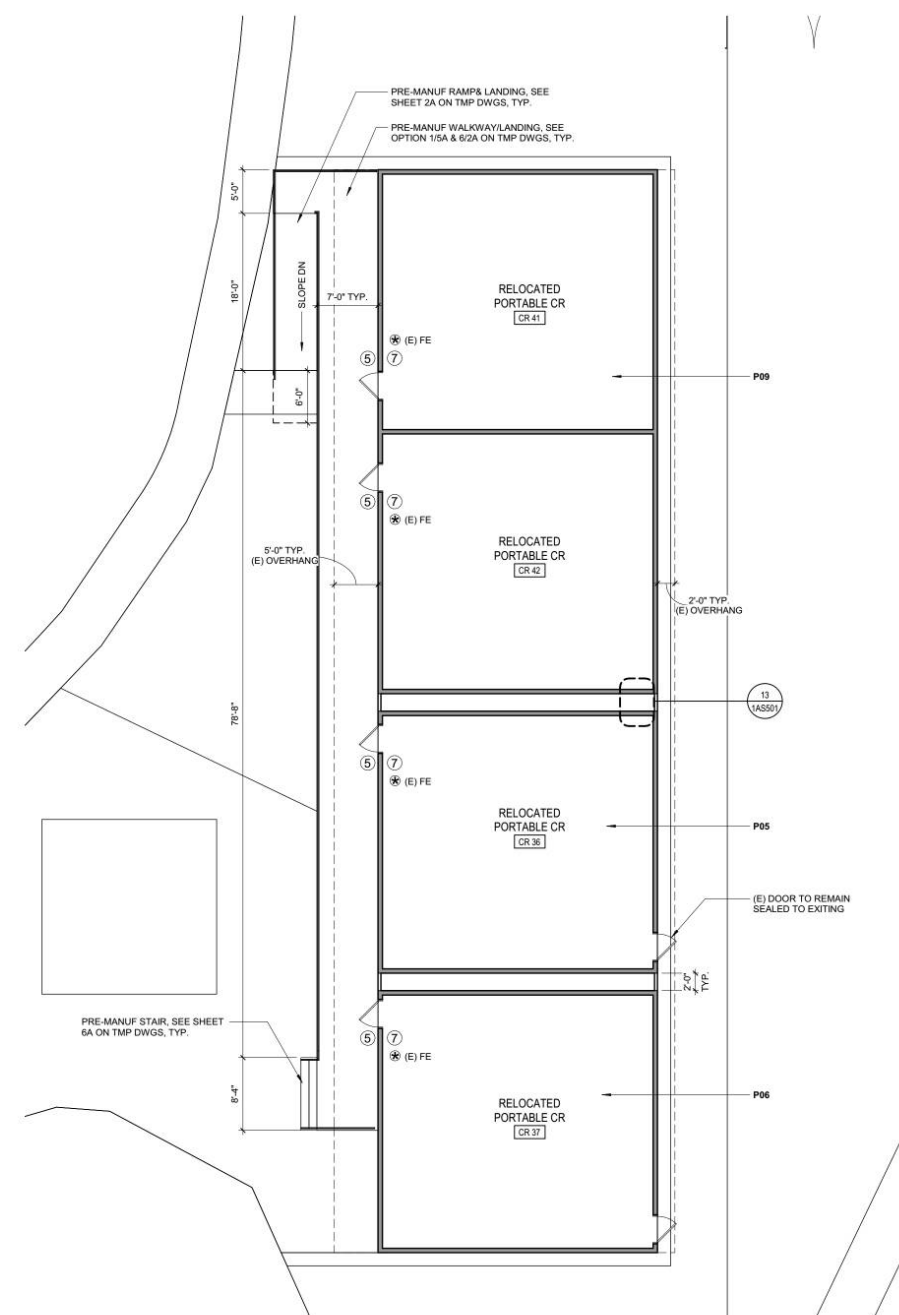 PRE-MANUF RAMP& LANDING, SEE
SHEET 2A ON TMP DWGS, TYP.
PRE-MANUF WALKWAY/LANDING, SEE
OPTION 1/5A & 6/2A ON TMP DWGS, TYP.
5'-0"
18'-0"
SLOPE DN
7'-0" TYP.
6'-0"
RELOCATED
PORTABLE CR
CR 41
(E) FE
5 7
P09
5 7
(E) FE
RELOCATED
PORTABLE CR
CR 42
5'-0" TYP.
(E) OVERHANG
2'-0" TYP.
(E) OVERHANG
13
1AS501
78'-8"
5 7
(E) FE
RELOCATED
PORTABLE CR
CR 36
P05
(E) DOOR TO REMAIN
SEALED TO EXITING
2'-0"
TYP.
PRE-MANUF STAIR, SEE SHEET
6A ON TMP DWGS, TYP.
5 7
(E) FE
8'-4"
RELOCATED
PORTABLE CR
CR 37
P06